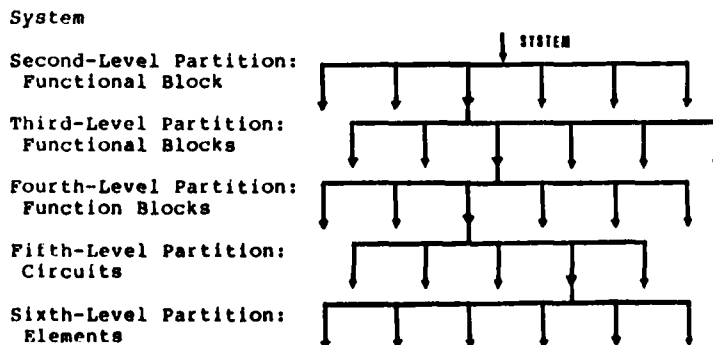 System
SYSTEM
Second-Level Partition:
Functional Block
Third-Level Partition:
Functional Blocks
Fourth-Level Partition:
Function Blocks
Fifth-Level Partition:
Circuits
Sixth-Level Partition:
Elements